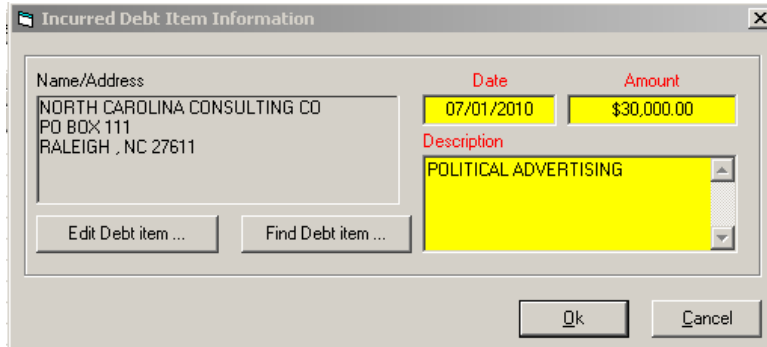 Incurred Debt Item Information
Name/Address
NORTH CAROLINA CONSULTING CO
PO BOX 111
RALEIGH , NC 27611
Date
07/01/2010
Amount
$30,000.00
Description
POLITICAL ADVERTISING
Edit Debt item ...
Find Debt item ...
Ok
Cancel